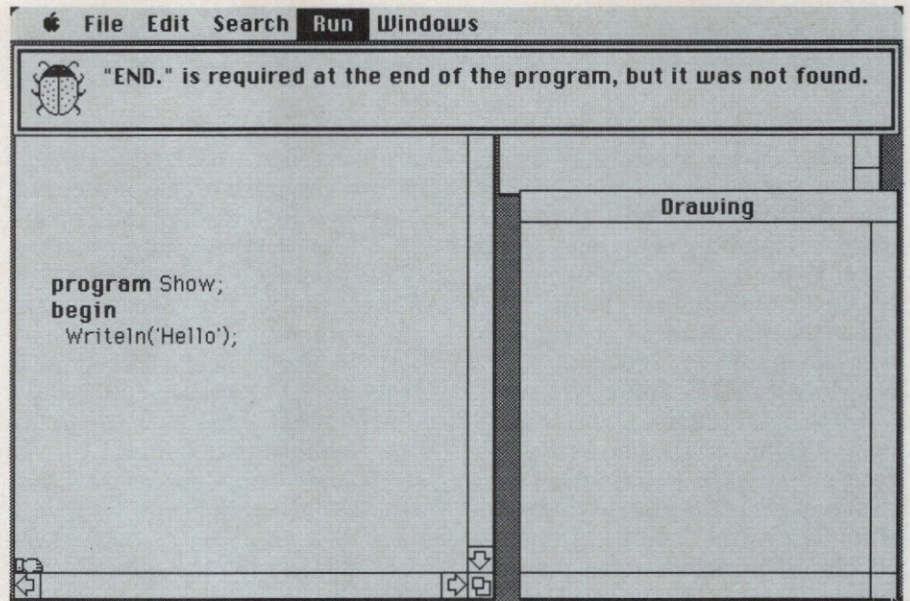 File Edit Search Run Windows
"END." is required at the end of the program, but it was not found.
Drawing
program Show;
begin
Writeln('Hello');